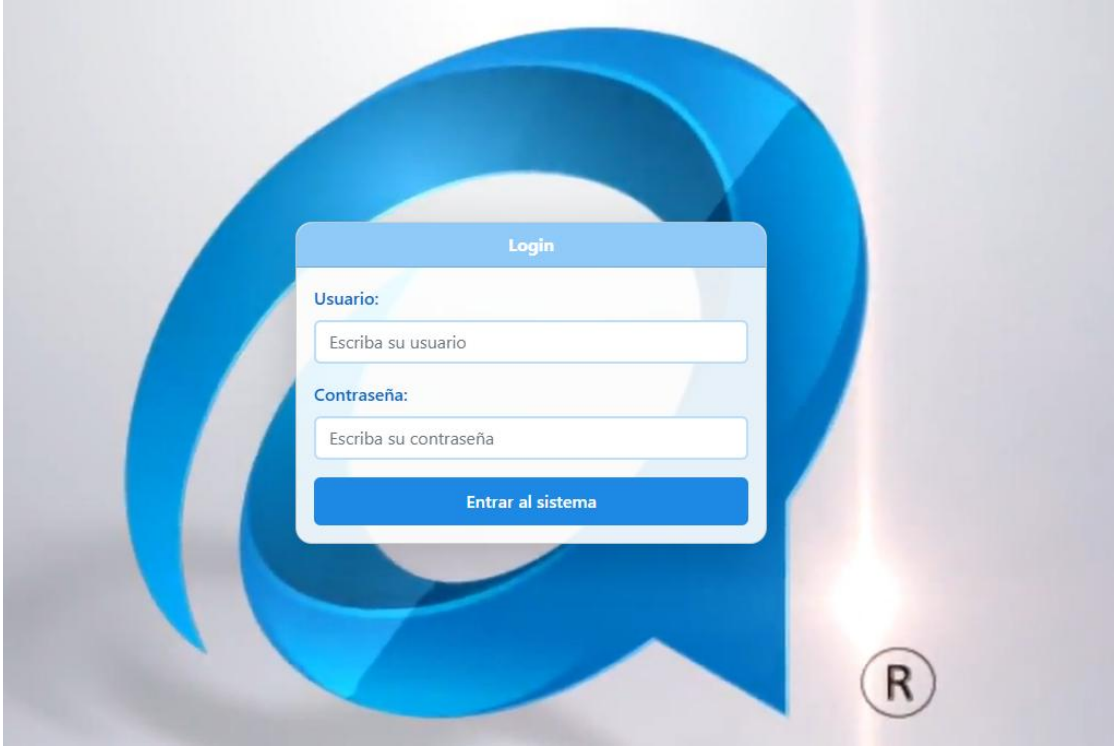 Login
Usuario:
Escriba su usuario
Contraseña:
Escriba su contraseña
Entrar al sistema
®